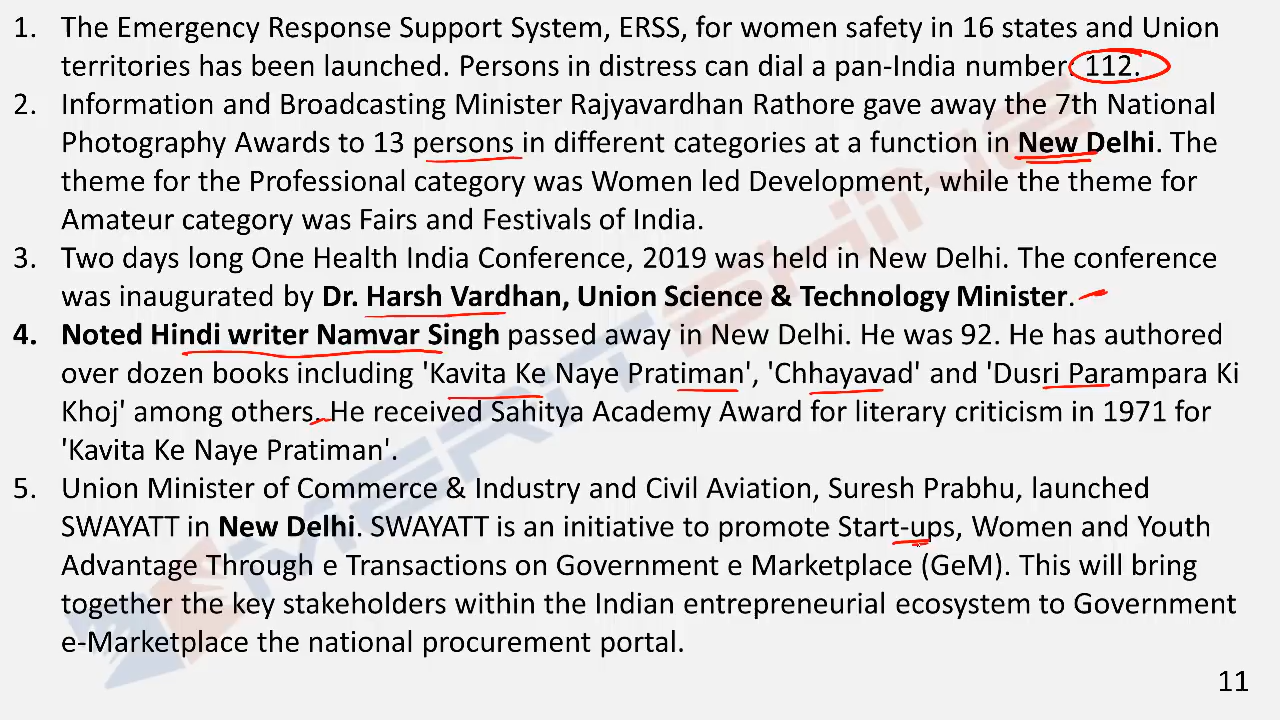 1. The Emergency Response Support System, ERSS, for women safety in 16 states and Union
territories has been launched. Persons in distress can dial a pan-India number 112.
2. Information and Broadcasting Minister Rajyavardhan Rathore gave away the 7th National
Photography Awards to 13 persons in different categories at a function in New Delhi. The
theme for the Professional category was Women led Development, while the theme for
Amateur category was Fairs and Festivals of India.
3. Two days long One Health India Conference, 2019 was held in New Delhi. The conference
was inaugurated by Dr. Harsh Vardhan, Union Science & Technology Minister.
4. Noted Hindi writer Namvar Singh passed away in New Delhi. He was 92. He has authored
over dozen books including 'Kavita Ke Naye Pratiman', 'Chhayavad' and 'Dusri Parampara Ki
Khoj' among others. He received Sahitya Academy Award for literary criticism in 1971 for
'Kavita Ke Naye Pratiman'.
5. Union Minister of Commerce & Industry and Civil Aviation, Suresh Prabhu, launched
SWAYATT in New Delhi. SWAYATT is an initiative to promote Start-ups, Women and Youth
Advantage Through e Transactions on Government e Marketplace (GeM). This will bring
together the key stakeholders within the Indian entrepreneurial ecosystem to Government
e-Marketplace the national procurement portal.
MERITSHINE
11